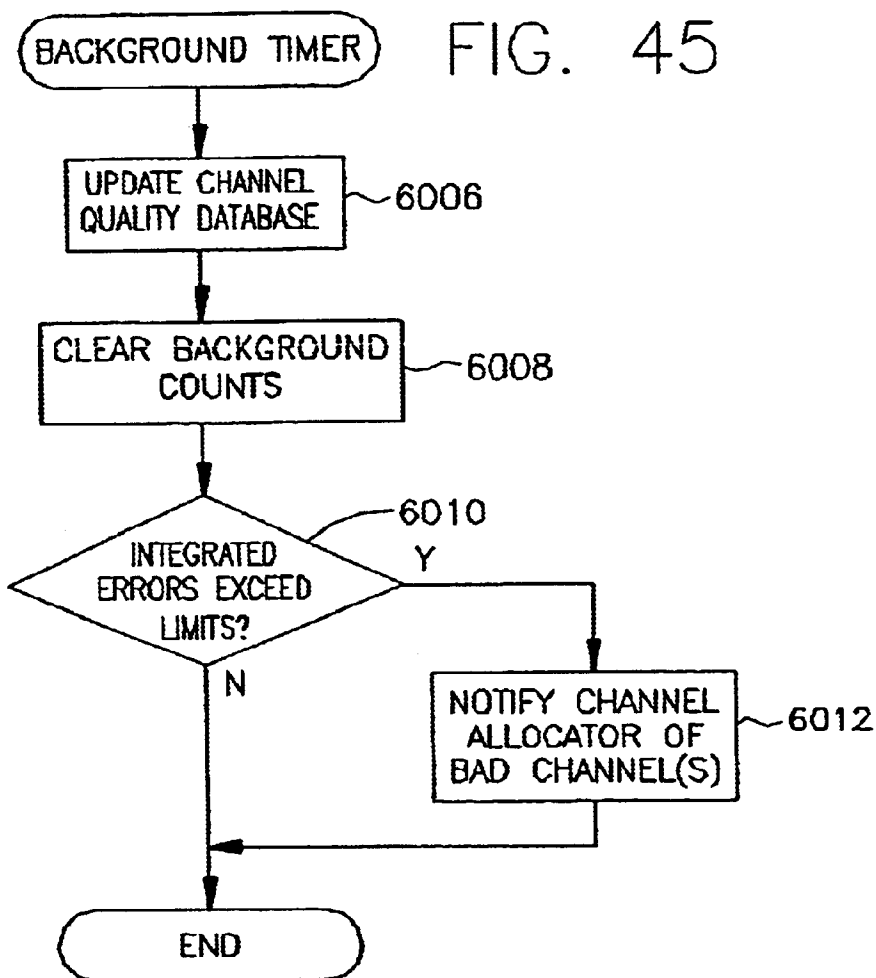 BACKGROUND TIMER
FIG. 45
UPDATE CHANNEL
QUALITY DATABASE
6006
CLEAR BACKGROUND
COUNTS
6008
6010
INTEGRATED
ERRORS EXCEED
LIMITS?
Y
N
NOTIFY CHANNEL
ALLOCATOR OF
BAD CHANNEL(S)
6012
END